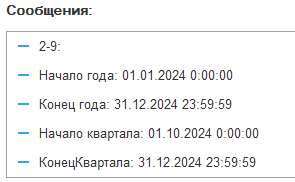 Сообщения:
— 2-9:
— Начало года: 01.01.2024 0:00:00
— Конец года: 31.12.2024 23:59:59
— Начало квартала: 01.10.2024 0:00:00
— КонецКвартала: 31.12.2024 23:59:59